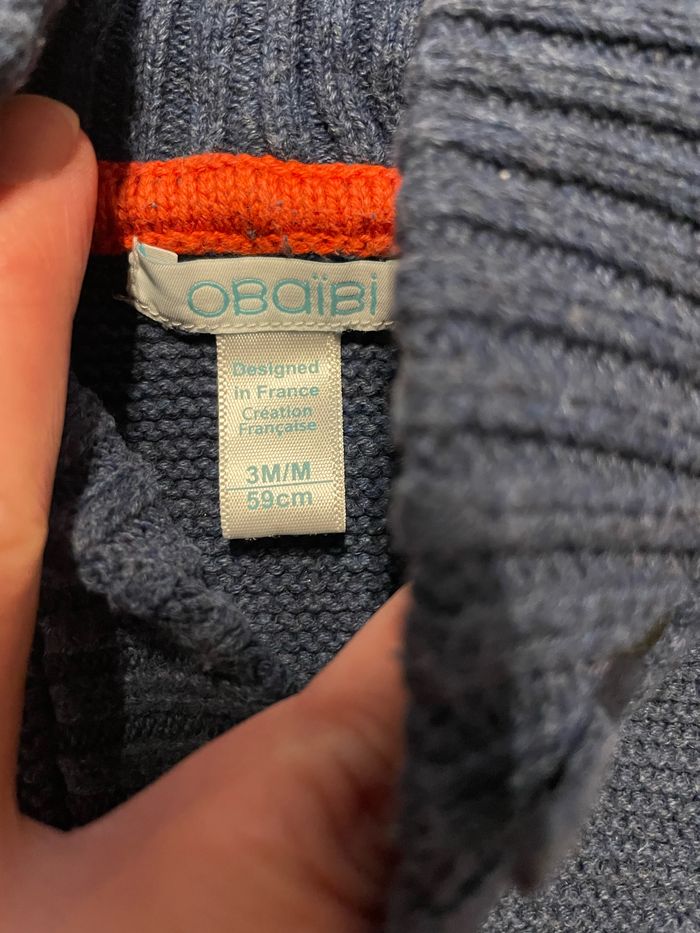 OBaïBi
Designed
in France
Création
Française
3M/M
59cm